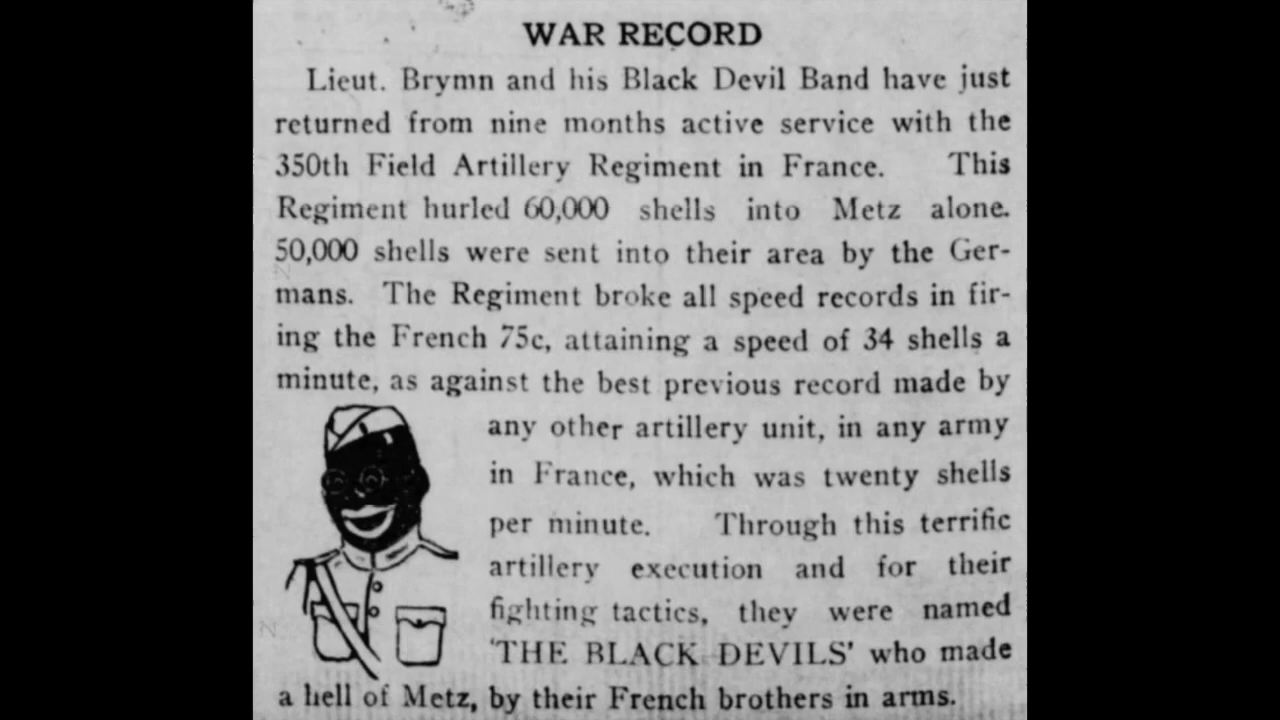 WAR RECORD
Lieut. Brymn and his Black Devil Band have just
returned from nine months active service with the
350th Field Artillery Regiment in France. This
Regiment hurled 60,000 shells into Metz alone.
50,000 shells were sent into their area by the Ger-
mans. The Regiment broke all speed records in fir-
ing the French 75c, attaining a speed of 34 shells a
minute, as against the best previous record made by
any other artillery unit, in any army
in France, which was twenty shells
per minute. Through this terrific
artillery execution and for their
fighting tactics, they were named
'THE BLACK DEVILS' who made
a hell of Metz, by their French brothers in arms.